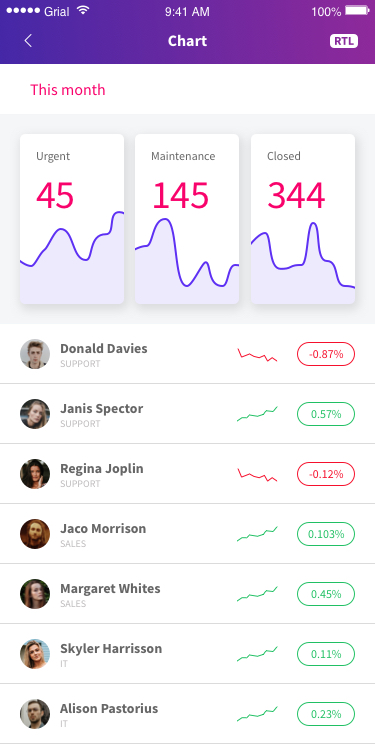 Grial 9:41 AM 100%
Chart RTL
This month
Urgent Maintenance Closed
45 145 344
Donald Davies -0.87%
SUPPORT
Janis Spector 0.57%
SUPPORT
Regina Joplin -0.12%
SUPPORT
Jaco Morrison 0.103%
SALES
Margaret Whites 0.45%
SALES
Skyler Harrisson 0.11%
IT
Alison Pastorius 0.23%
IT